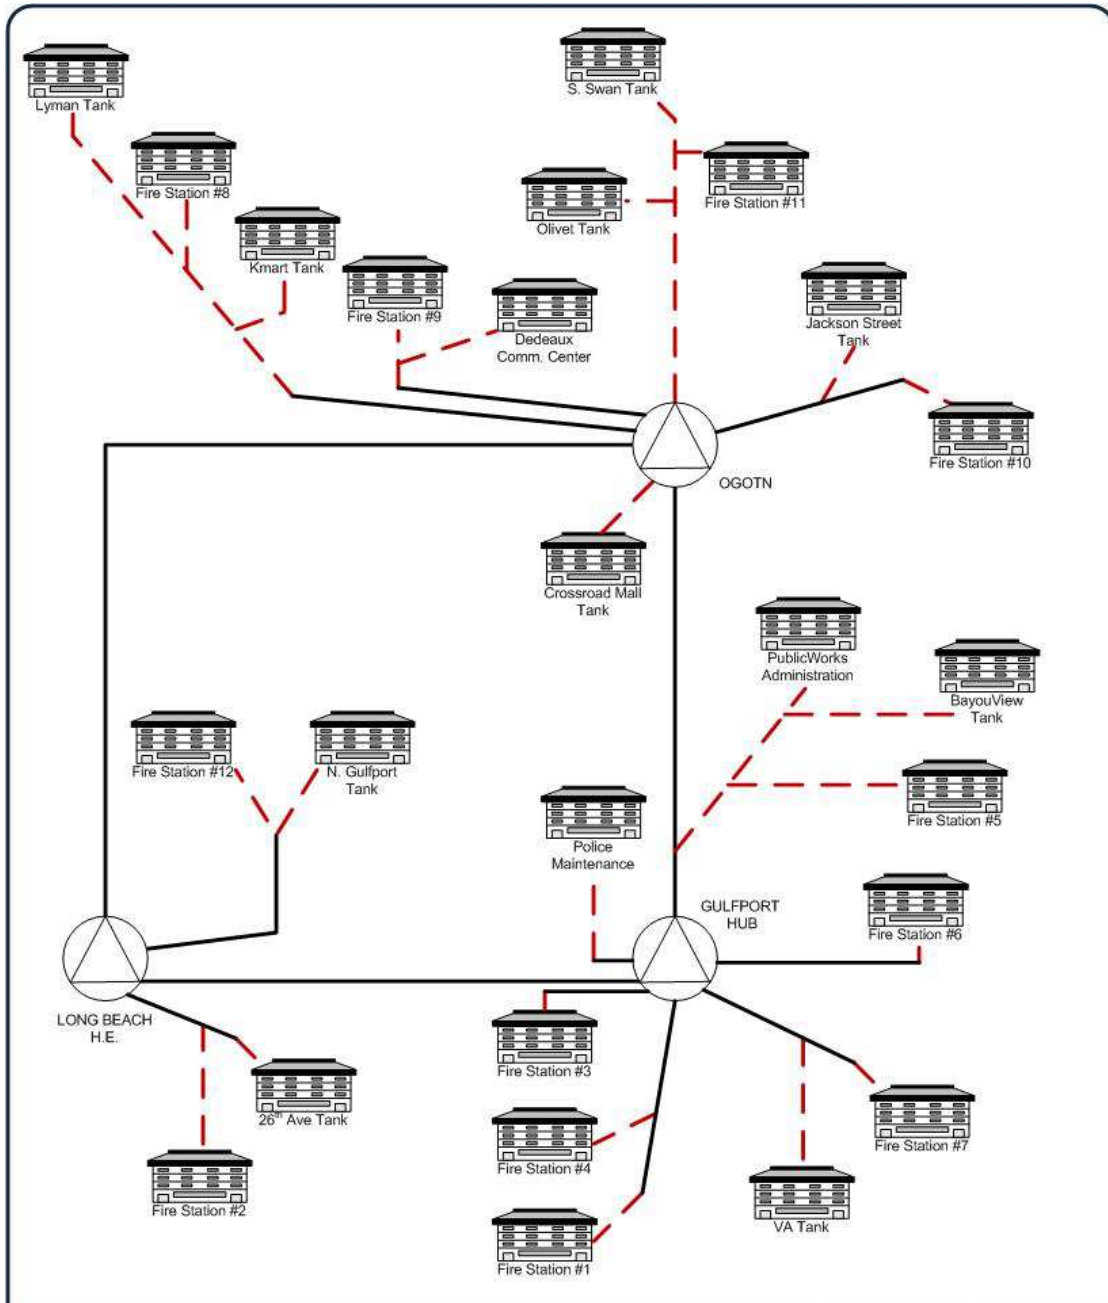 Lyman Tank
S. Swan Tank
Fire Station #8
Fire Station #11
Olivet Tank
Kmart Tank
Fire Station #9
Dedeaux
Comm. Center
Jackson Street
Tank
Fire Station #10
OGOTN
Crossroad Mall
Tank
PublicWorks
Administration
BayouView
Tank
Fire Station #12
N. Gulfport
Tank
Fire Station #5
Police
Maintenance
GULFPORT
HUB
Fire Station #6
LONG BEACH
H.E.
Fire Station #3
26th Ave Tank
Fire Station #7
Fire Station #4
Fire Station #2
VA Tank
Fire Station #1